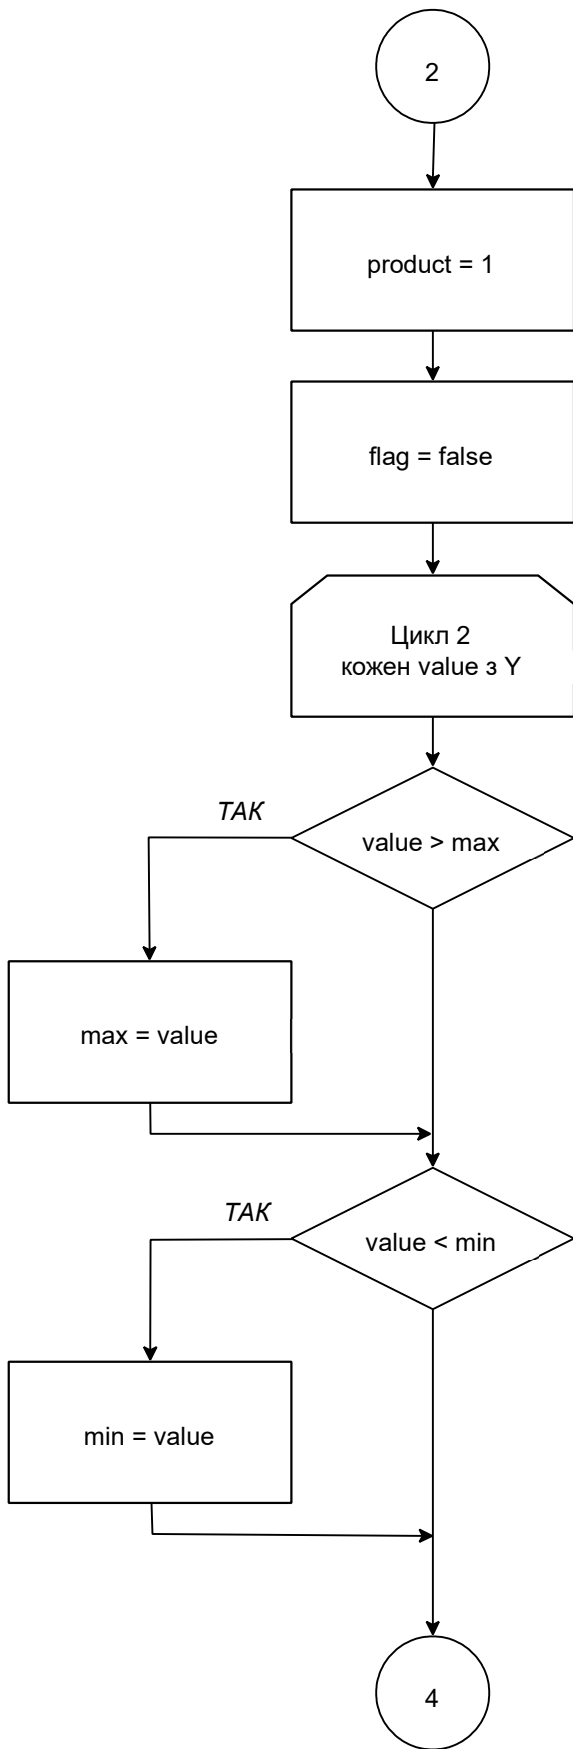 2
product = 1
flag = false
Цикл 2
кожен value з Y
ТАК
value > max
max = value
ТАК
value < min
min = value
4